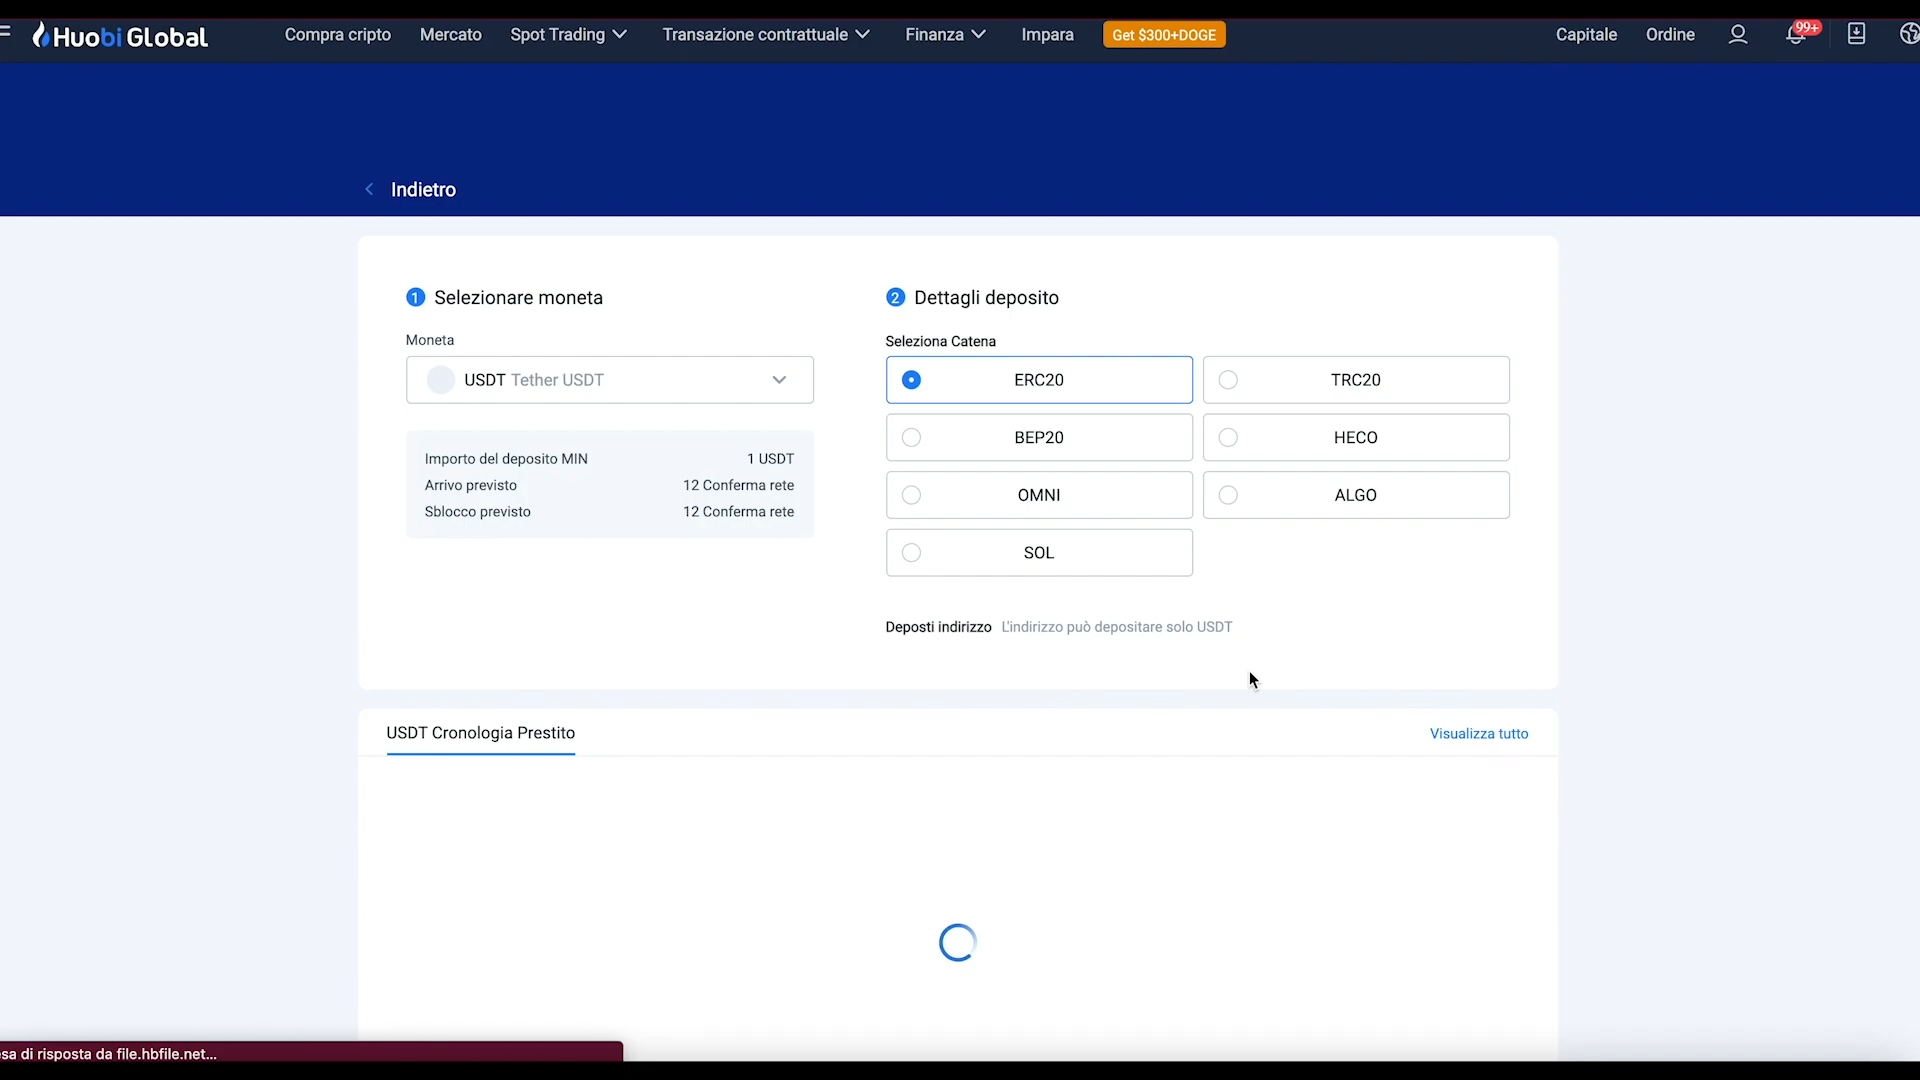 Huobi Global
Compra cripto
Mercato
Spot Trading
Transazione contrattuale
Finanza
Impara
Get $300+DOGE
Capitale
Ordine
99+
Indietro
1 Selezionare moneta
Moneta
USDT Tether USDT
Importo del deposito MIN 1 USDT
Arrivo previsto 12 Conferma rete
Sblocco previsto 12 Conferma rete
2 Dettagli deposito
Seleziona Catena
ERC20
TRC20
BEP20
HECO
OMNI
ALGO
SOL
Deposti indirizzo L'indirizzo può depositare solo USDT
USDT Cronologia Prestito
Visualizza tutto
sa di risposta da file.hbfile.net...